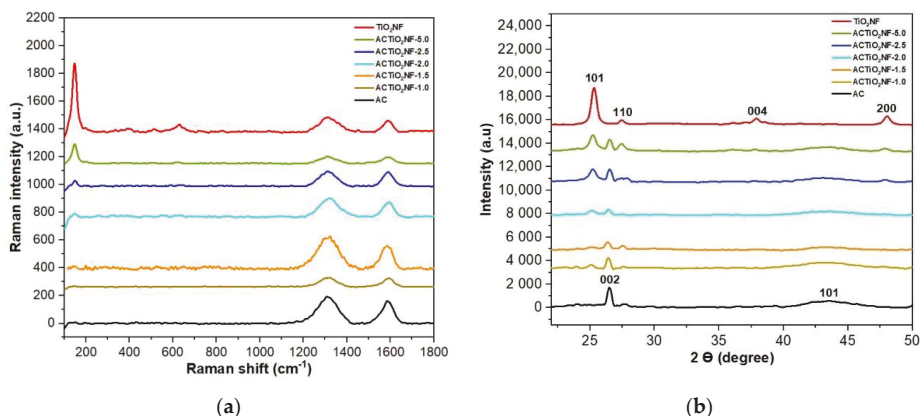 2200
2000
1800
1600
1400
1200
1000
800
600
400
200
0
Raman intensity (a.u.)
200 400 600 800 1000 1200 1400 1600 1800
Raman shift (cm⁻¹)
TiO₂NF
ACTiO₂NF-5.0
ACTiO₂NF-2.5
ACTiO₂NF-2.0
ACTiO₂NF-1.5
ACTiO₂NF-1.0
AC
(a)
24,000
22,000
20,000
18,000
16,000
14,000
12,000
10,000
8 000
6 000
4 000
2 000
0
Intensity (a.u)
25 30 35 40 45 50
2 ϴ (degree)
TiO₂NF
ACTiO₂NF-5.0
ACTiO₂NF-2.5
ACTiO₂NF-2.0
ACTiO₂NF-1.5
ACTiO₂NF-1.0
AC
101
110
004
200
002
101
(b)